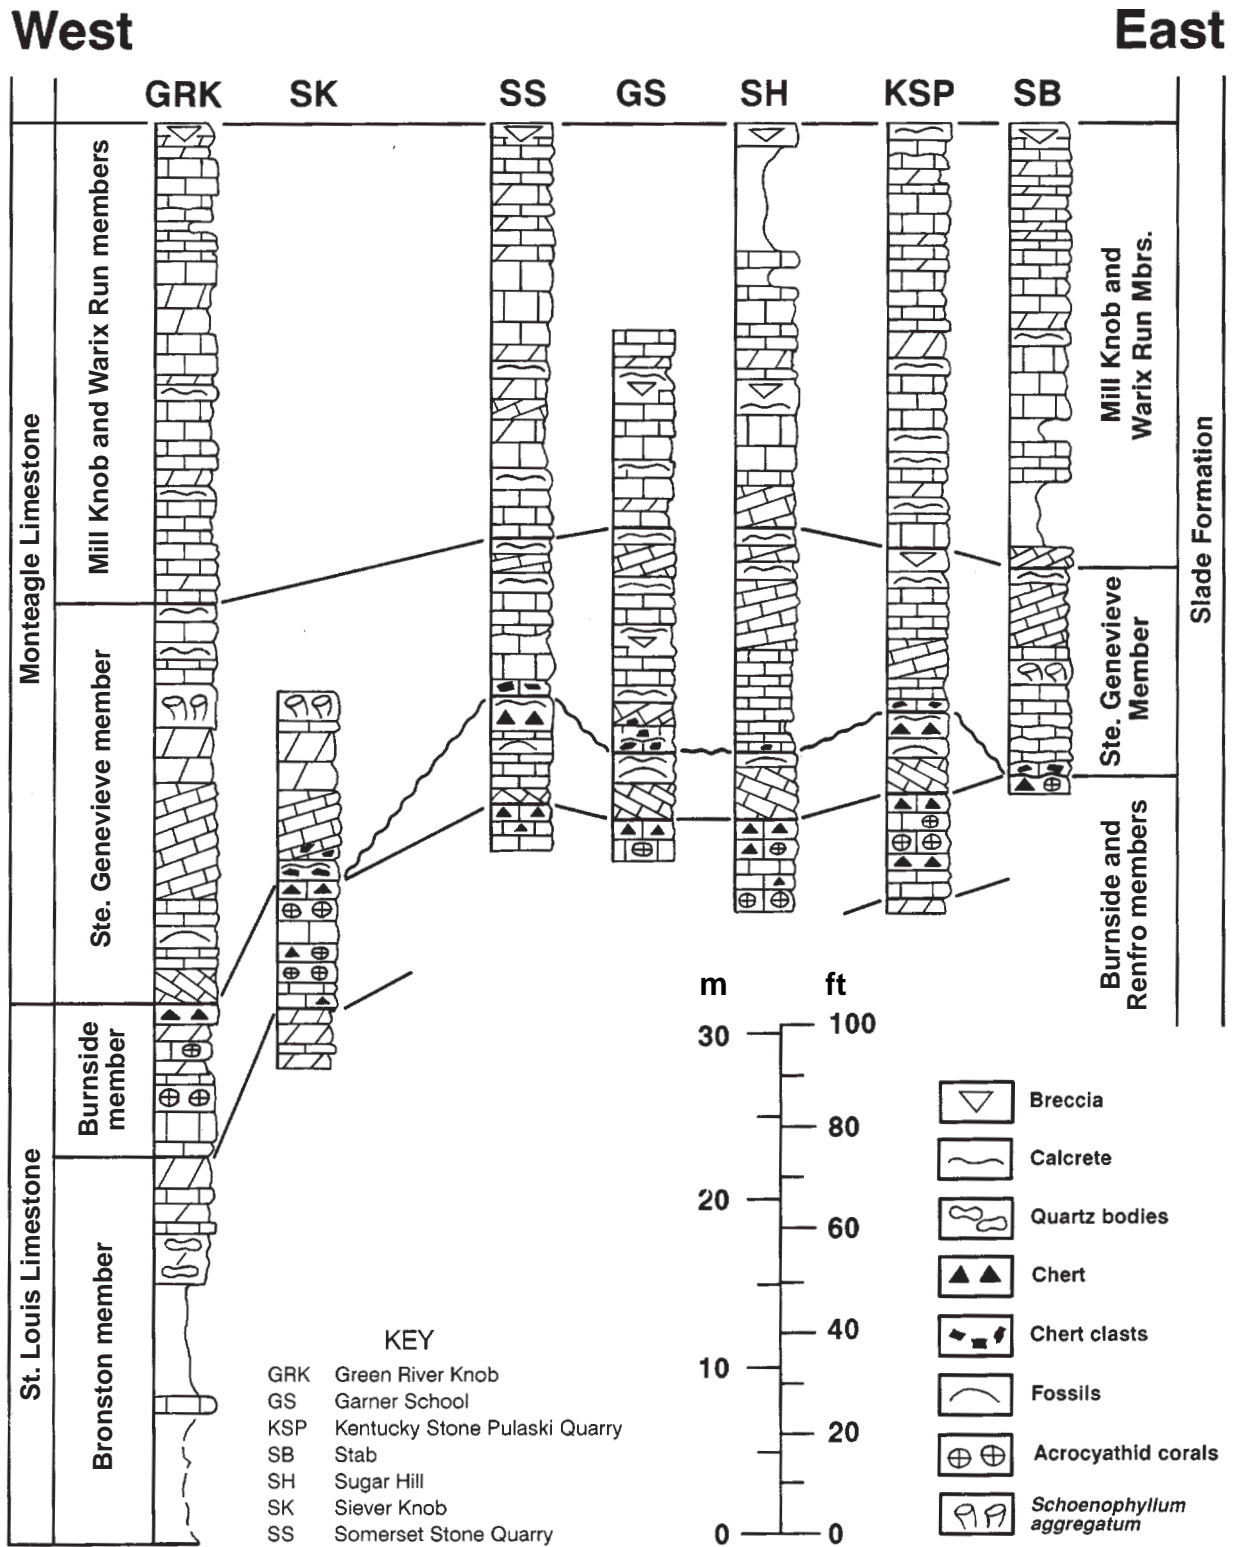 West
East
GRK SK SS GS SH KSP SB
Monteagle Limestone
St. Louis Limestone
Mill Knob and Warix Run members
Ste. Genevieve member
Burnside
member
Bronston member
Mill Knob and
Warix Run Mbrs.
Ste. Genevieve
Member
Burnside and
Renfro members
Slade Formation
m ft
30
20
10
0
100
80
60
40
20
0
KEY
GRK Green River Knob
GS Garner School
KSP Kentucky Stone Pulaski Quarry
SB Stab
SH Sugar Hill
SK Siever Knob
SS Somerset Stone Quarry
Breccia
Calcrete
Quartz bodies
Chert
Chert clasts
Fossils
Acrocyathid corals
Schoenophyllum
aggregatum